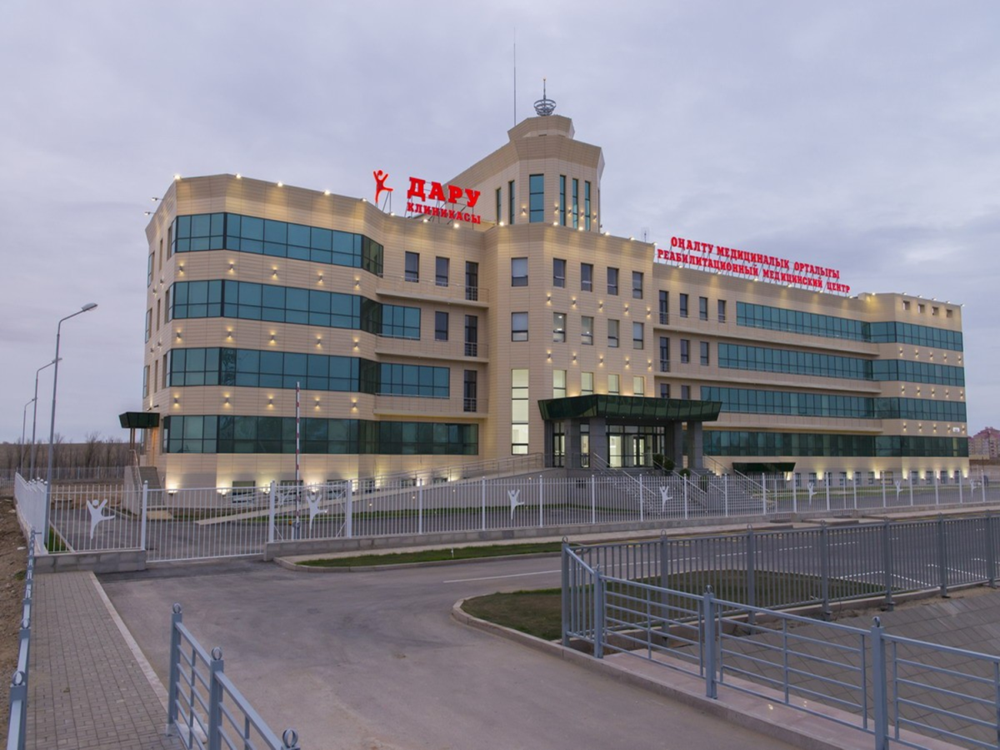 ДАРУ
КЛИНИКАСЫ
ОҢАЛТУ МЕДИЦИНАЛЫҚ ОРТАЛЫҒЫ
РЕАБИЛИТАЦИОННЫЙ МЕДИЦИНСКИЙ ЦЕНТР